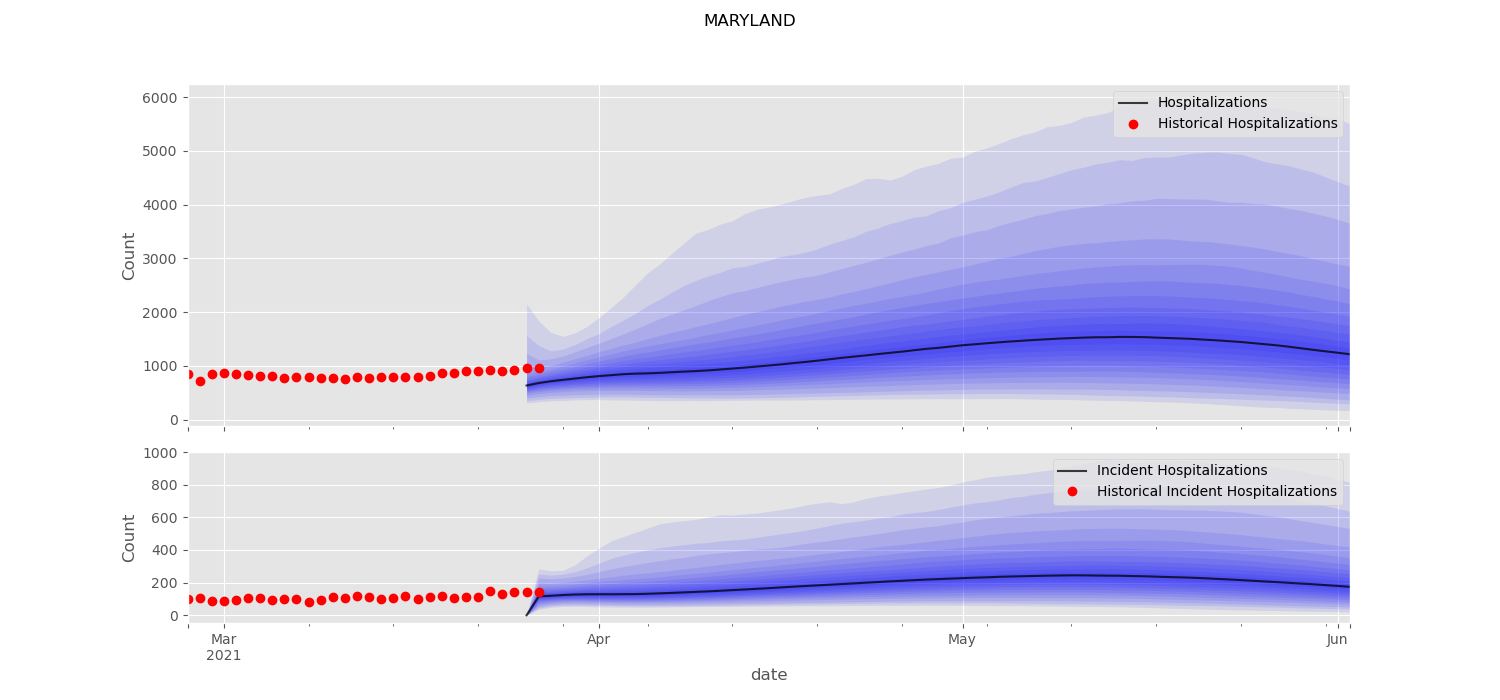 MARYLAND
6000
5000
4000
3000
2000
1000
0
Count
Hospitalizations
Historical Hospitalizations
1000
800
600
400
200
0
Count
Incident Hospitalizations
Historical Incident Hospitalizations
Mar
2021
Apr
May
Jun
date